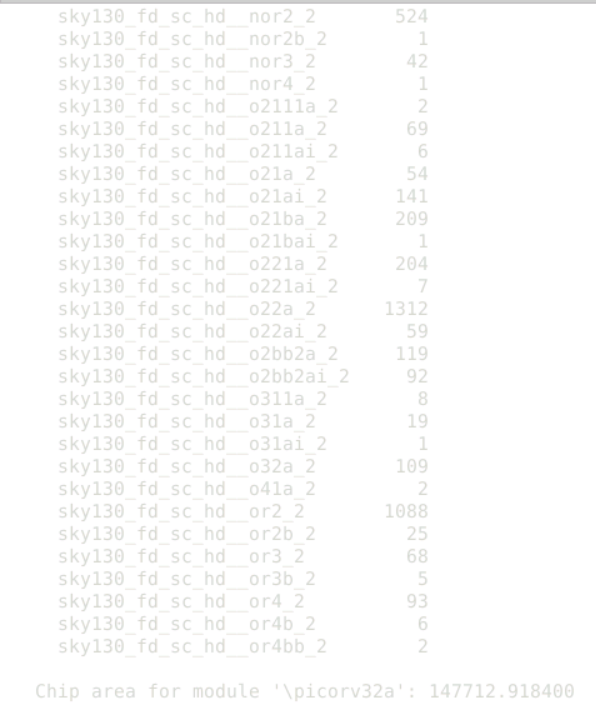 sky130_fd_sc_hd__nor2_2 524
sky130_fd_sc_hd__nor2b_2 1
sky130_fd_sc_hd__nor3_2 42
sky130_fd_sc_hd__nor4_2 1
sky130_fd_sc_hd__o2111a_2 2
sky130_fd_sc_hd__o211a_2 69
sky130_fd_sc_hd__o211ai_2 6
sky130_fd_sc_hd__o21a_2 54
sky130_fd_sc_hd__o21ai_2 141
sky130_fd_sc_hd__o21ba_2 209
sky130_fd_sc_hd__o21bai_2 1
sky130_fd_sc_hd__o221a_2 204
sky130_fd_sc_hd__o221ai_2 7
sky130_fd_sc_hd__o22a_2 1312
sky130_fd_sc_hd__o22ai_2 59
sky130_fd_sc_hd__o2bb2a_2 119
sky130_fd_sc_hd__o2bb2ai_2 92
sky130_fd_sc_hd__o311a_2 8
sky130_fd_sc_hd__o31a_2 19
sky130_fd_sc_hd__o31ai_2 1
sky130_fd_sc_hd__o32a_2 109
sky130_fd_sc_hd__o41a_2 2
sky130_fd_sc_hd__or2_2 1088
sky130_fd_sc_hd__or2b_2 25
sky130_fd_sc_hd__or3_2 68
sky130_fd_sc_hd__or3b_2 5
sky130_fd_sc_hd__or4_2 93
sky130_fd_sc_hd__or4b_2 6
sky130_fd_sc_hd__or4bb_2 2
Chip area for module '\picorv32a': 147712.918400